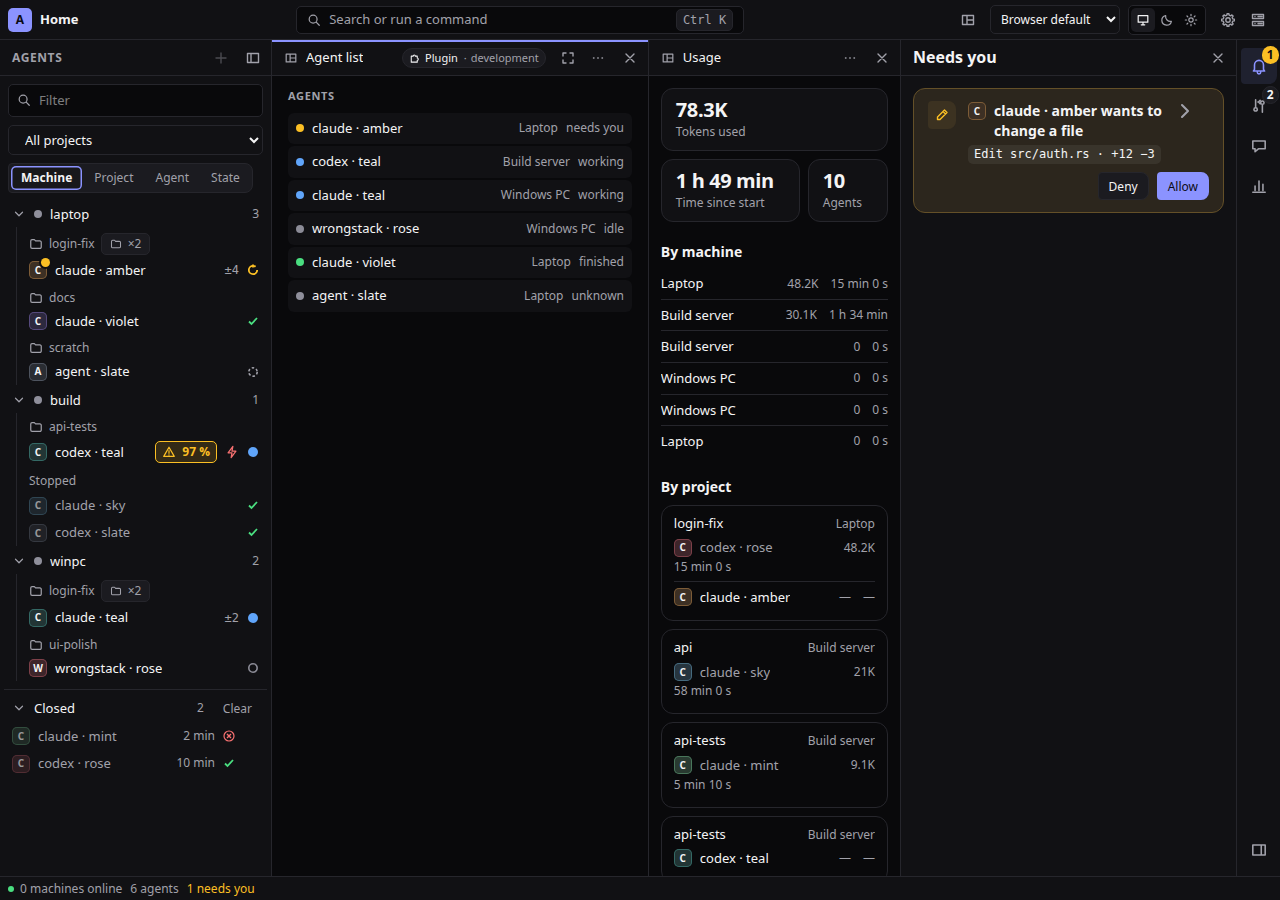 A Home
Search or run a command Ctrl K
Browser default
AGENTS
Filter
All projects
Machine Project Agent State
laptop 3
login-fix ×2
C claude · amber ±4
docs
C claude · violet
scratch
A agent · slate
build 1
api-tests
C codex · teal 97 %
Stopped
C claude · sky
C codex · slate
winpc 2
login-fix ×2
C claude · teal ±2
ui-polish
W wrongstack · rose
Closed 2 Clear
C claude · mint 2 min
C codex · rose 10 min
Agent list Plugin · development
AGENTS
claude · amber Laptop needs you
codex · teal Build server working
claude · teal Windows PC working
wrongstack · rose Windows PC idle
claude · violet Laptop finished
agent · slate Laptop unknown
Usage
78.3K
Tokens used
1 h 49 min
Time since start
10
Agents
By machine
Laptop 48.2K 15 min 0 s
Build server 30.1K 1 h 34 min
Build server 0 0 s
Windows PC 0 0 s
Windows PC 0 0 s
Laptop 0 0 s
By project
login-fix Laptop
C codex · rose 48.2K
15 min 0 s
C claude · amber — —
api Build server
C claude · sky 21K
58 min 0 s
api-tests Build server
C claude · mint 9.1K
5 min 10 s
api-tests Build server
C codex · teal — —
Needs you
C claude · amber wants to
change a file
Edit src/auth.rs · +12 −3
Deny Allow
1
2
0 machines online 6 agents 1 needs you